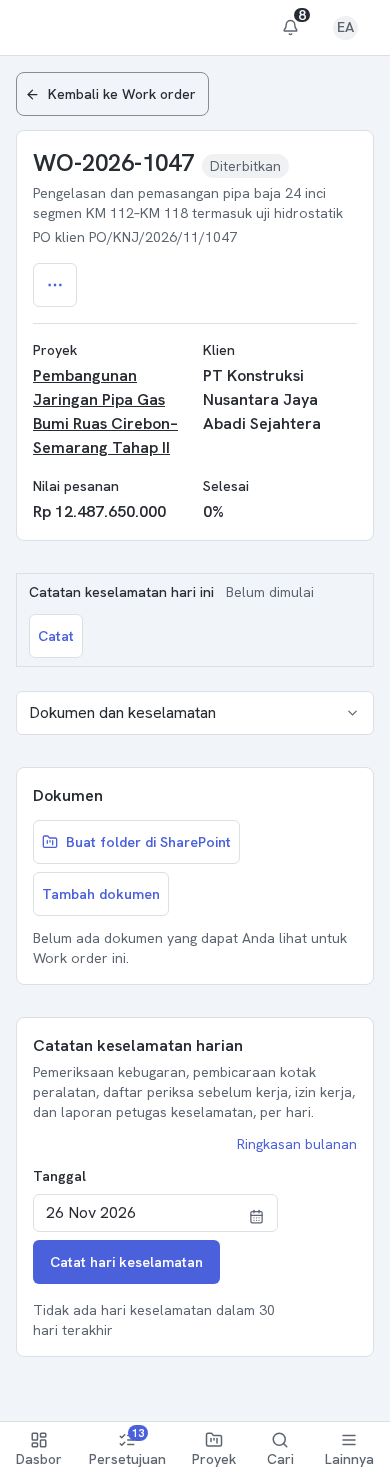 8
EA
Kembali ke Work order
WO-2026-1047 Diterbitkan
Pengelasan dan pemasangan pipa baja 24 inci
segmen KM 112–KM 118 termasuk uji hidrostatik
PO klien PO/KNJ/2026/11/1047
Proyek
Pembangunan
Jaringan Pipa Gas
Bumi Ruas Cirebon–
Semarang Tahap II
Klien
PT Konstruksi
Nusantara Jaya
Abadi Sejahtera
Nilai pesanan
Rp 12.487.650.000
Selesai
0%
Catatan keselamatan hari ini Belum dimulai
Catat
Dokumen dan keselamatan
Dokumen
Buat folder di SharePoint
Tambah dokumen
Belum ada dokumen yang dapat Anda lihat untuk
Work order ini.
Catatan keselamatan harian
Pemeriksaan kebugaran, pembicaraan kotak
peralatan, daftar periksa sebelum kerja, izin kerja,
dan laporan petugas keselamatan, per hari.
Ringkasan bulanan
Tanggal
26 Nov 2026
Catat hari keselamatan
Tidak ada hari keselamatan dalam 30
hari terakhir
Dasbor
13
Persetujuan
Proyek
Cari
Lainnya